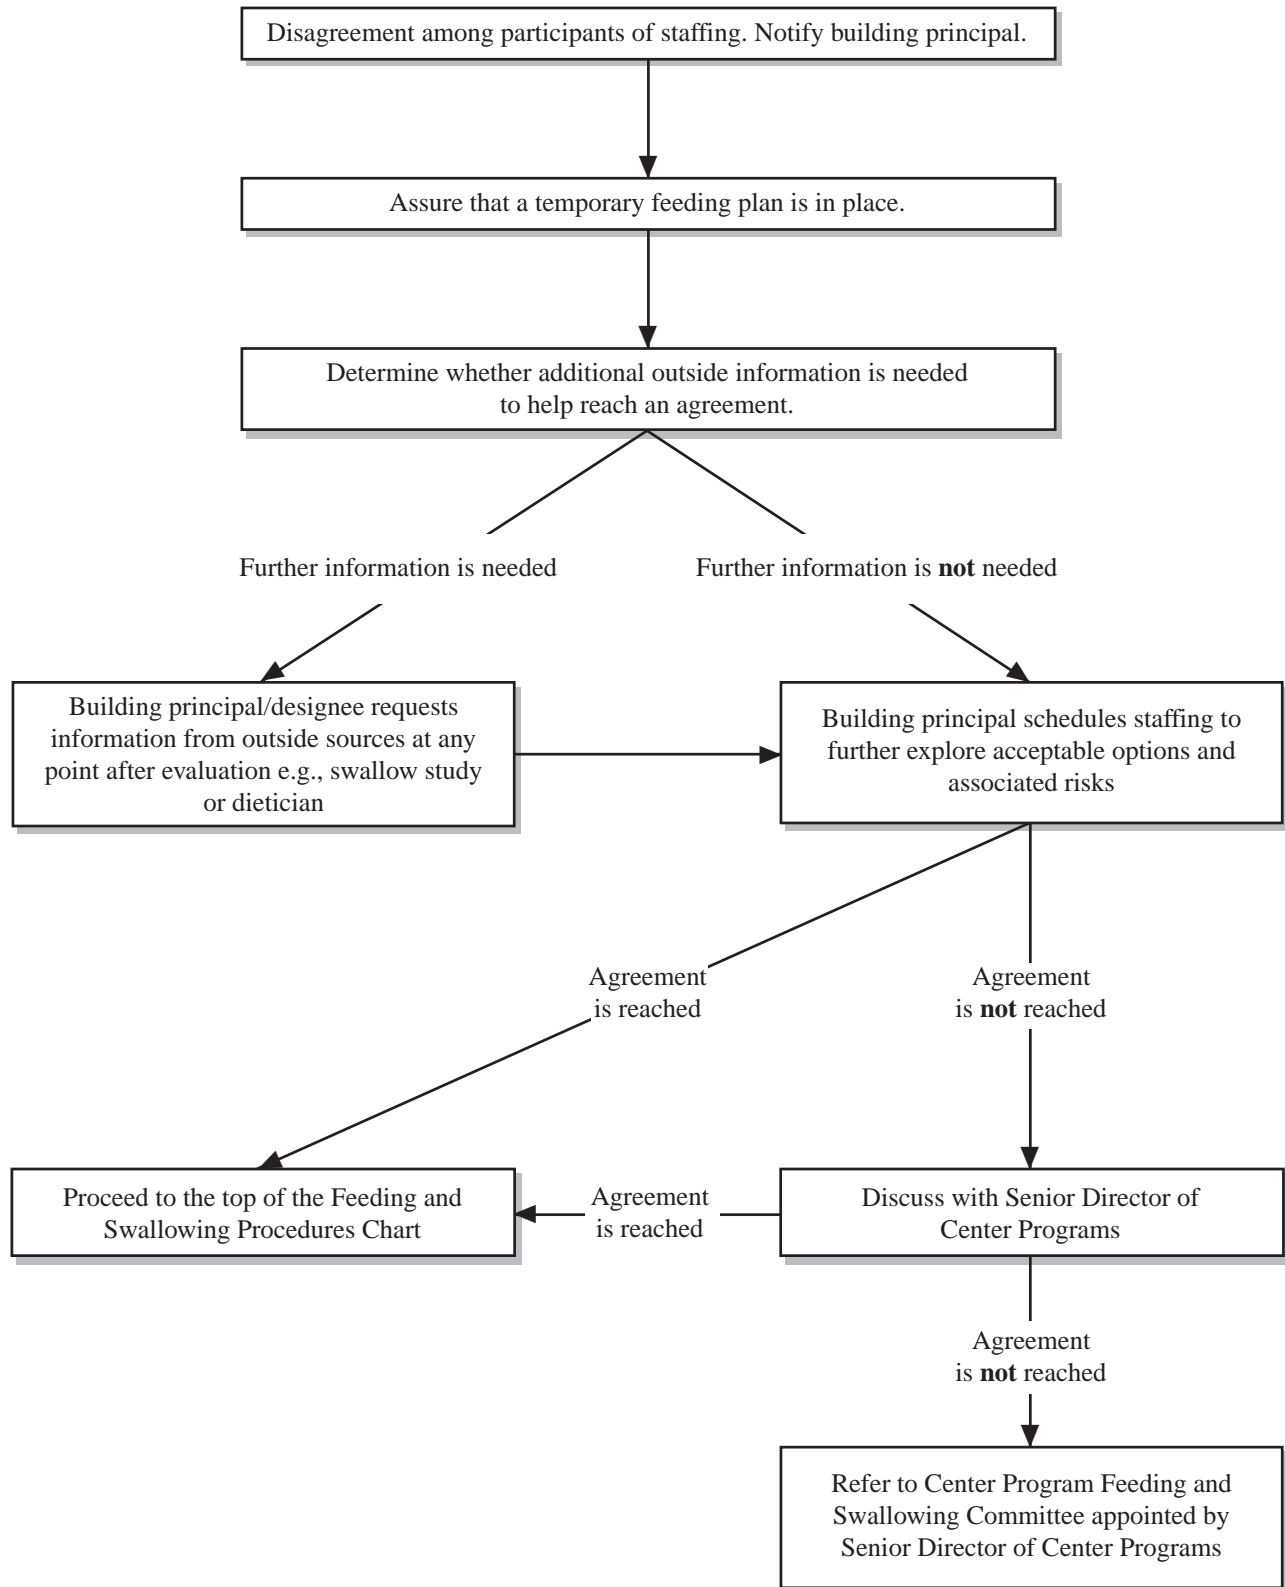 Disagreement among participants of staffing. Notify building principal.
Assure that a temporary feeding plan is in place.
Determine whether additional outside information is needed
to help reach an agreement.
Further information is needed
Further information is not needed
Building principal/designee requests
information from outside sources at any
point after evaluation e.g., swallow study
or dietician
Building principal schedules staffing to
further explore acceptable options and
associated risks
Agreement
is reached
Agreement
is not reached
Proceed to the top of the Feeding and
Swallowing Procedures Chart
Agreement
is reached
Discuss with Senior Director of
Center Programs
Agreement
is not reached
Refer to Center Program Feeding and
Swallowing Committee appointed by
Senior Director of Center Programs